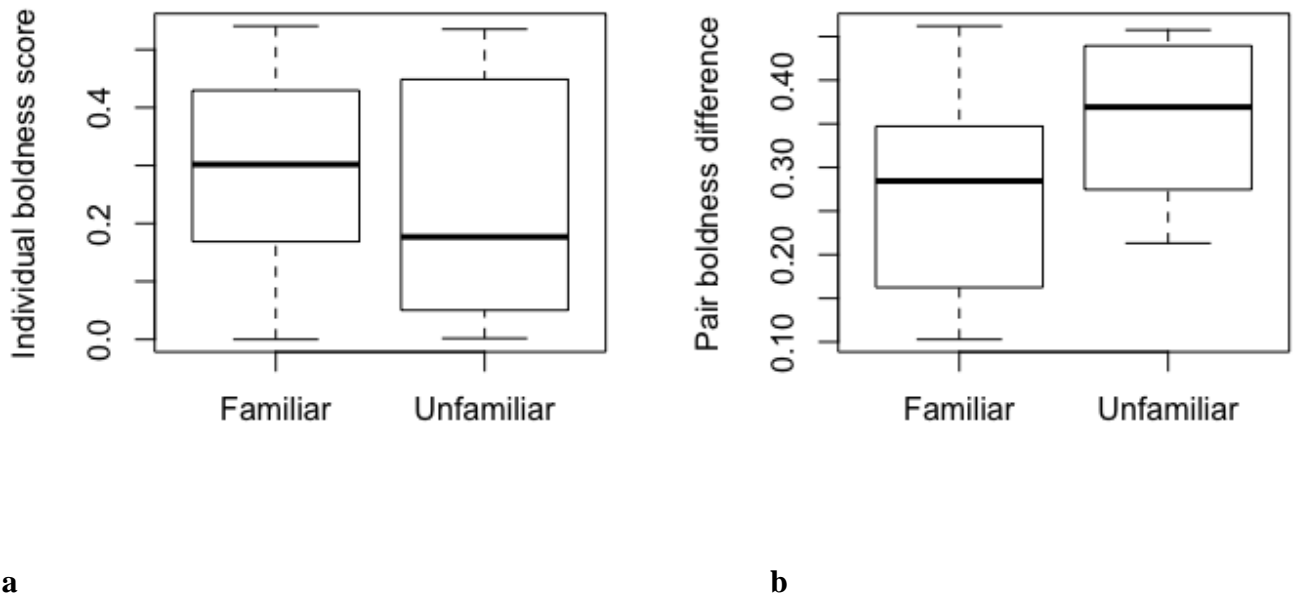 Individual boldness score
0.4
0.2
0.0
Familiar Unfamiliar
a
Pair boldness difference
0.40
0.30
0.20
0.10
Familiar Unfamiliar
b